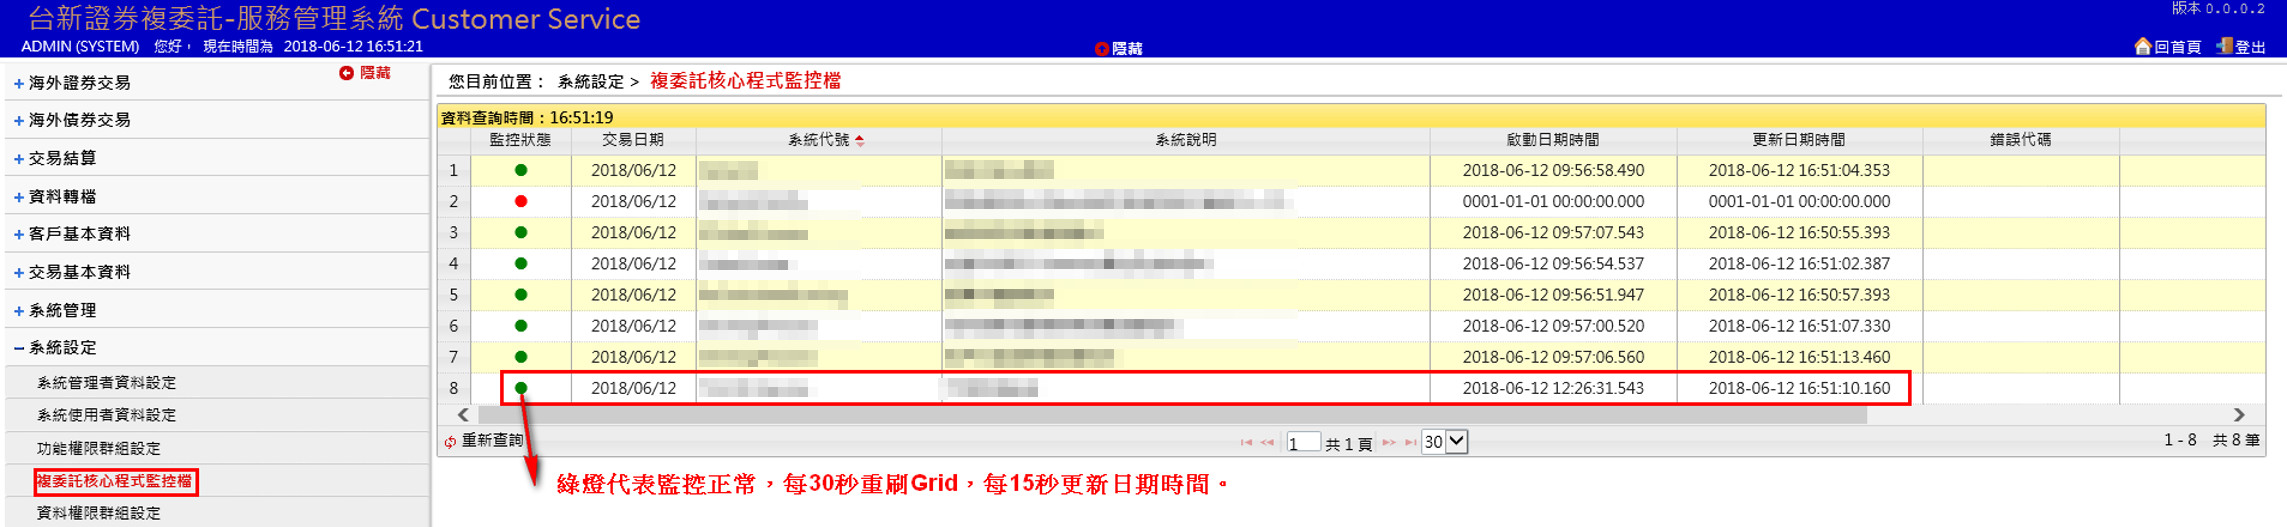 台新證券複委託-服務管理系統 Customer Service
版本 0.0.0.2
ADMIN (SYSTEM) 您好， 現在時間為 2018-06-12 16:51:21
隱藏
回首頁 登出
隱藏
+ 海外證券交易
+ 海外債券交易
+ 交易結算
+ 資料轉檔
+ 客戶基本資料
+ 交易基本資料
+ 系統管理
– 系統設定
系統管理者資料設定
系統使用者資料設定
功能權限群組設定
複委託核心程式監控檔
資料權限群組設定
您目前位置： 系統設定 > 複委託核心程式監控檔
資料查詢時間：16:51:19
監控狀態 交易日期 系統代號 系統說明 啟動日期時間 更新日期時間 錯誤代碼
1 2018/06/12 2018-06-12 09:56:58.490 2018-06-12 16:51:04.353
2 2018/06/12 0001-01-01 00:00:00.000 0001-01-01 00:00:00.000
3 2018/06/12 2018-06-12 09:57:07.543 2018-06-12 16:50:55.393
4 2018/06/12 2018-06-12 09:56:54.537 2018-06-12 16:51:02.387
5 2018/06/12 2018-06-12 09:56:51.947 2018-06-12 16:50:57.393
6 2018/06/12 2018-06-12 09:57:00.520 2018-06-12 16:51:07.330
7 2018/06/12 2018-06-12 09:57:06.560 2018-06-12 16:51:13.460
8 2018/06/12 2018-06-12 12:26:31.543 2018-06-12 16:51:10.160
重新查詢 1 共 1 頁 30 1 - 8 共 8 筆
綠燈代表監控正常，每30秒重刷Grid，每15秒更新日期時間。